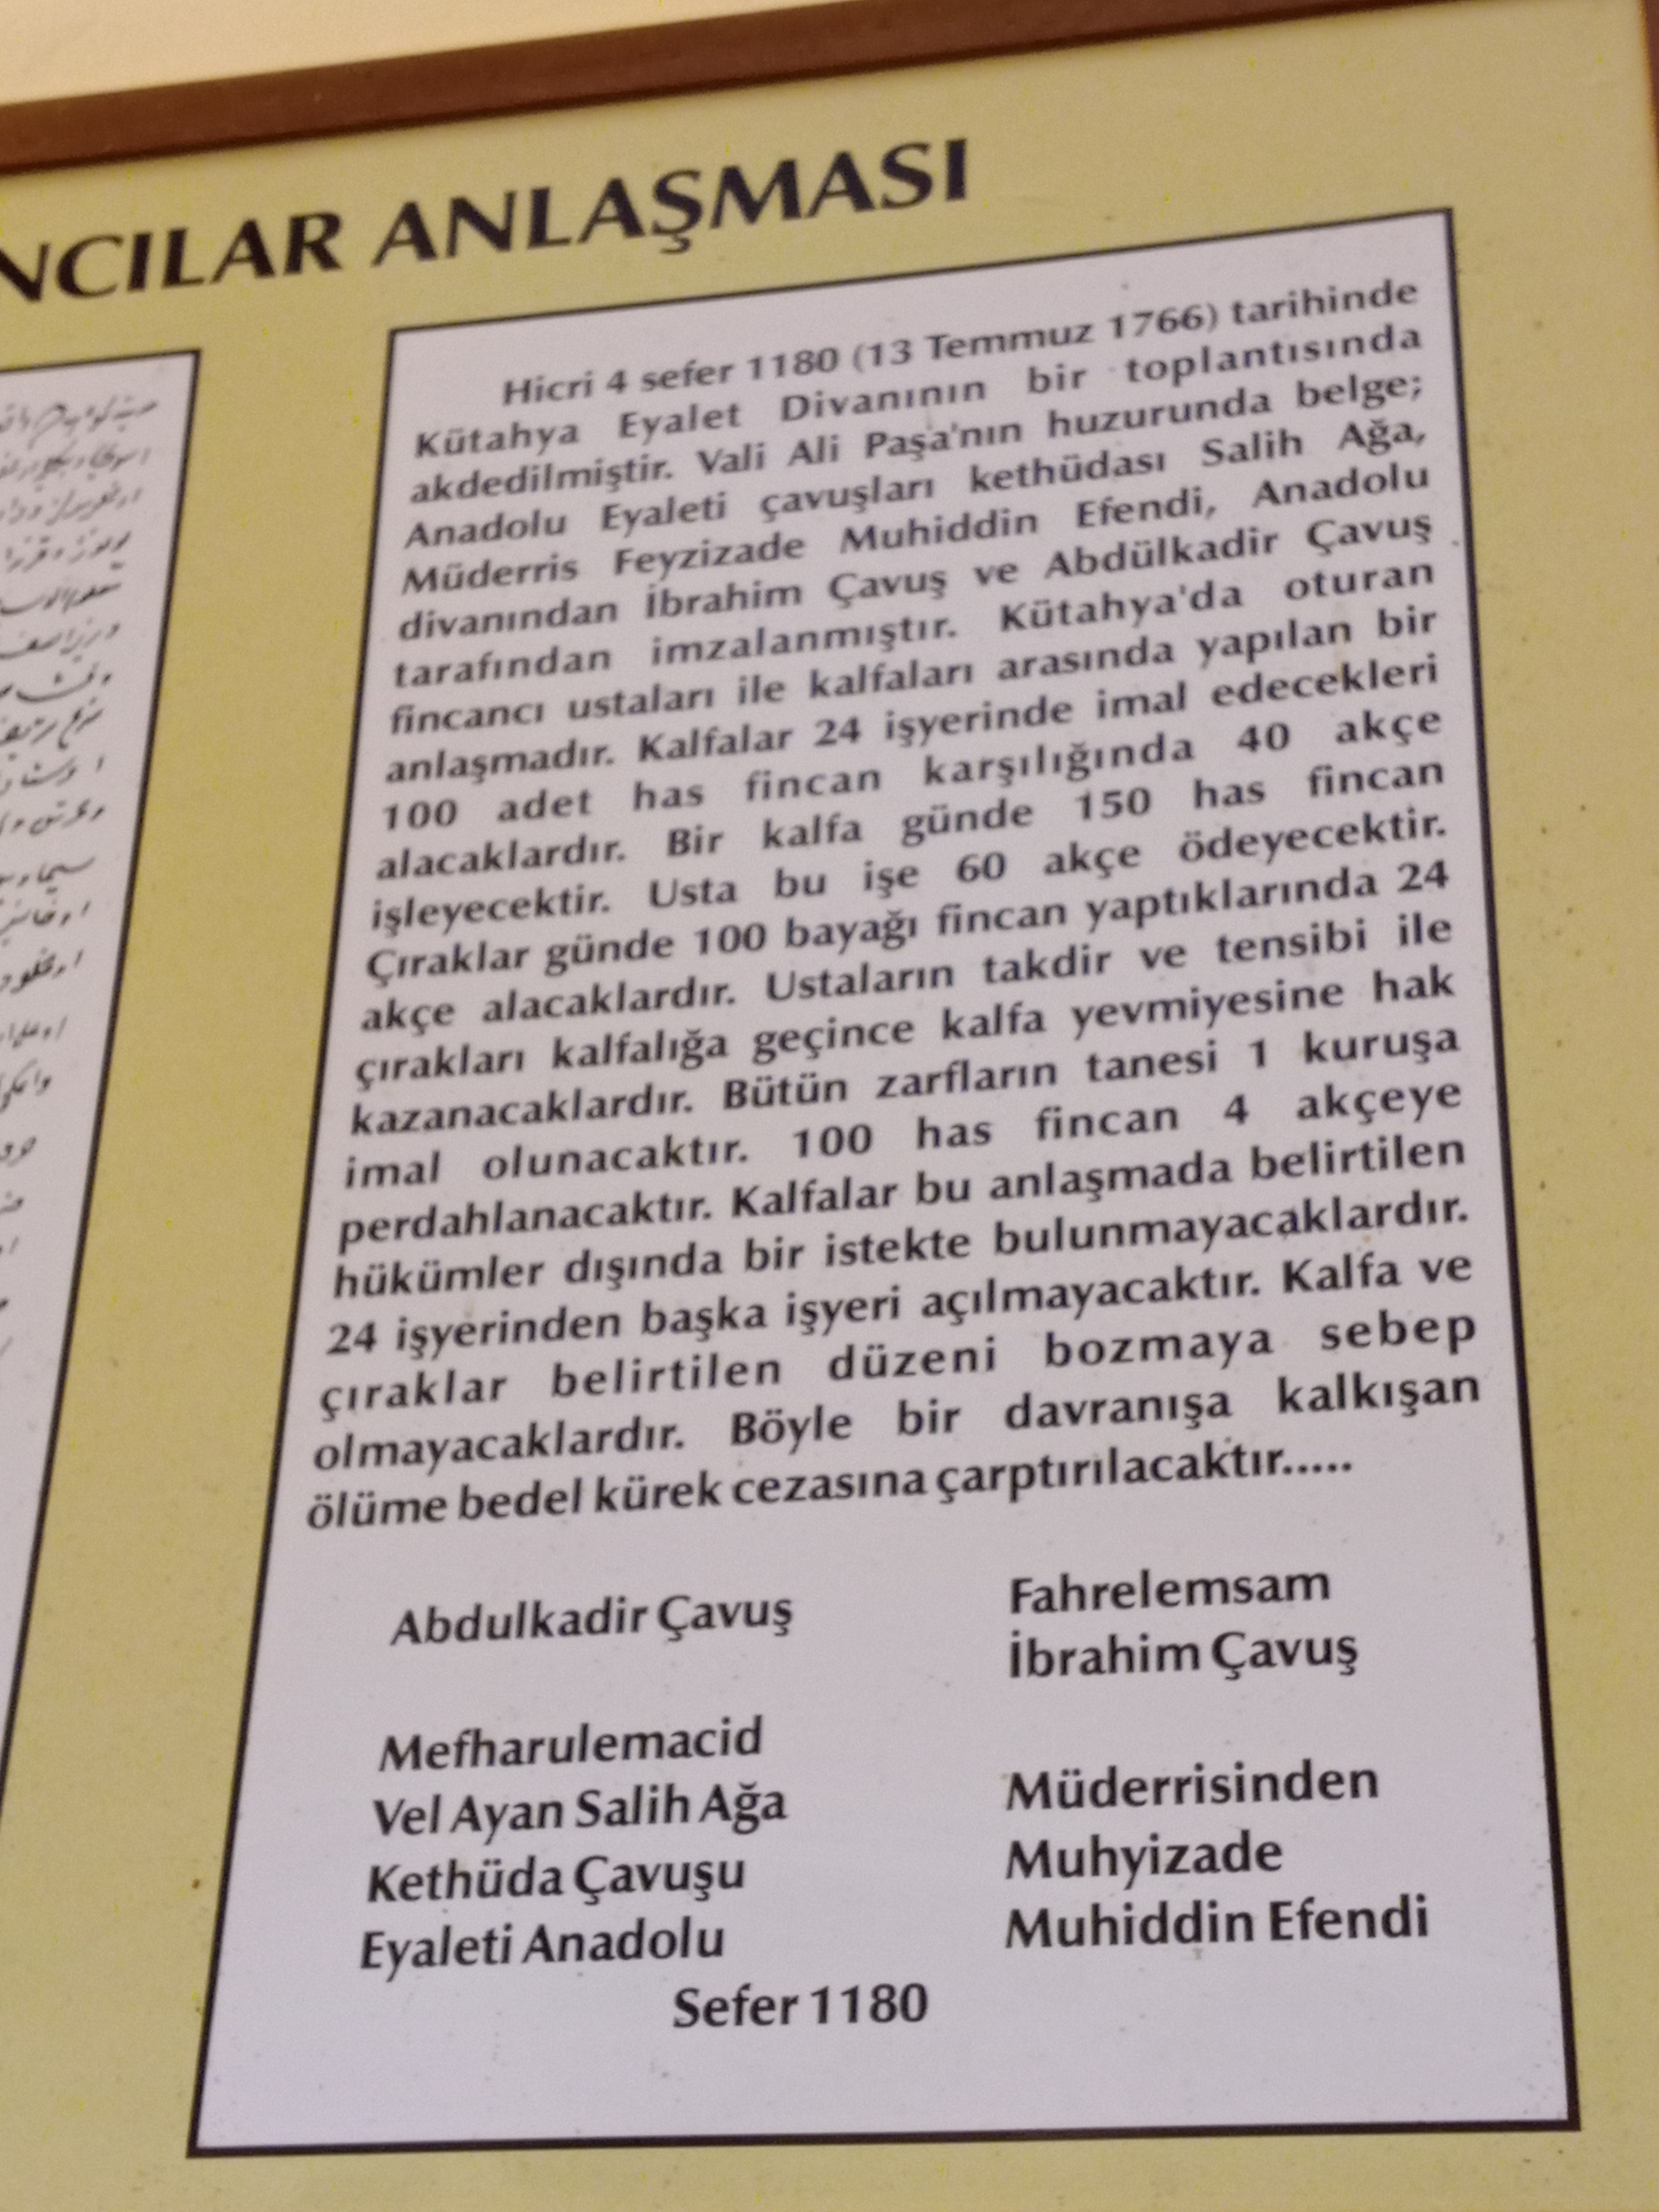 NCILAR ANLAŞMASI
Hicri 4 sefer 1180 (13 Temmuz 1766) tarihinde
Kütahya Eyalet Divanının bir toplantısında
akdedilmiştir. Vali Ali Paşa'nın huzurunda belge;
Anadolu Eyaleti çavuşları kethüdası Salih Ağa,
Müderris Feyzizade Muhiddin Efendi, Anadolu
divanından İbrahim Çavuş ve Abdülkadir Çavuş
tarafından imzalanmıştır. Kütahya'da oturan
fincancı ustaları ile kalfaları arasında yapılan bir
anlaşmadır. Kalfalar 24 işyerinde imal edecekleri
100 adet has fincan karşılığında 40 akçe
alacaklardır. Bir kalfa günde 150 has fincan
işleyecektir. Usta bu işe 60 akçe ödeyecektir.
Çıraklar günde 100 bayağı fincan yaptıklarında 24
akçe alacaklardır. Ustaların takdir ve tensibi ile
çırakları kalfalığa geçince kalfa yevmiyesine hak
kazanacaklardır. Bütün zarfların tanesi 1 kuruşa
imal olunacaktır. 100 has fincan 4 akçeye
perdahlanacaktır. Kalfalar bu anlaşmada belirtilen
hükümler dışında bir istekte bulunmayacaklardır.
24 işyerinden başka işyeri açılmayacaktır. Kalfa ve
çıraklar belirtilen düzeni bozmaya sebep
olmayacaklardır. Böyle bir davranışa kalkışan
ölüme bedel kürek cezasına çarptırılacaktır.....
Abdulkadir Çavuş
Fahrelemsam
İbrahim Çavuş
Mefharulemacid
Vel Ayan Salih Ağa
Kethüda Çavuşu
Eyaleti Anadolu
Müderrisinden
Muhyizade
Muhiddin Efendi
Sefer 1180